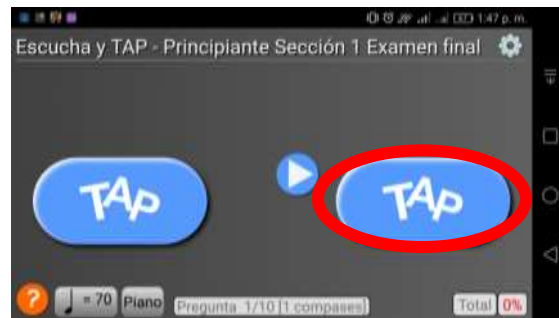 1:47 p. m.
Escucha y TAP - Principiante Sección 1 Examen final
TAP TAP
? = 70 Piano Pregunta 1/10 [1 compases] Total 0%